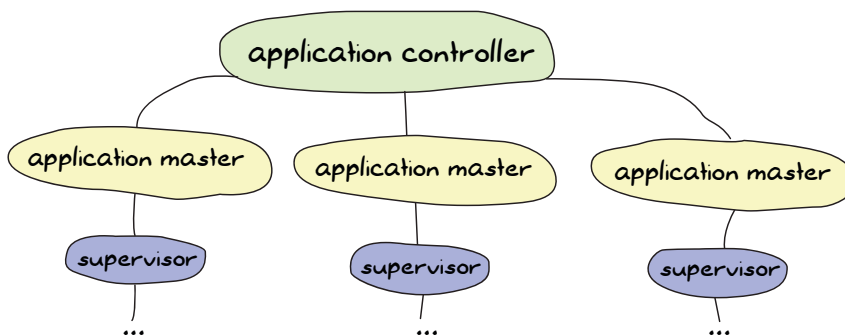 application controller
application master
application master
application master
supervisor
supervisor
supervisor
...
...
...